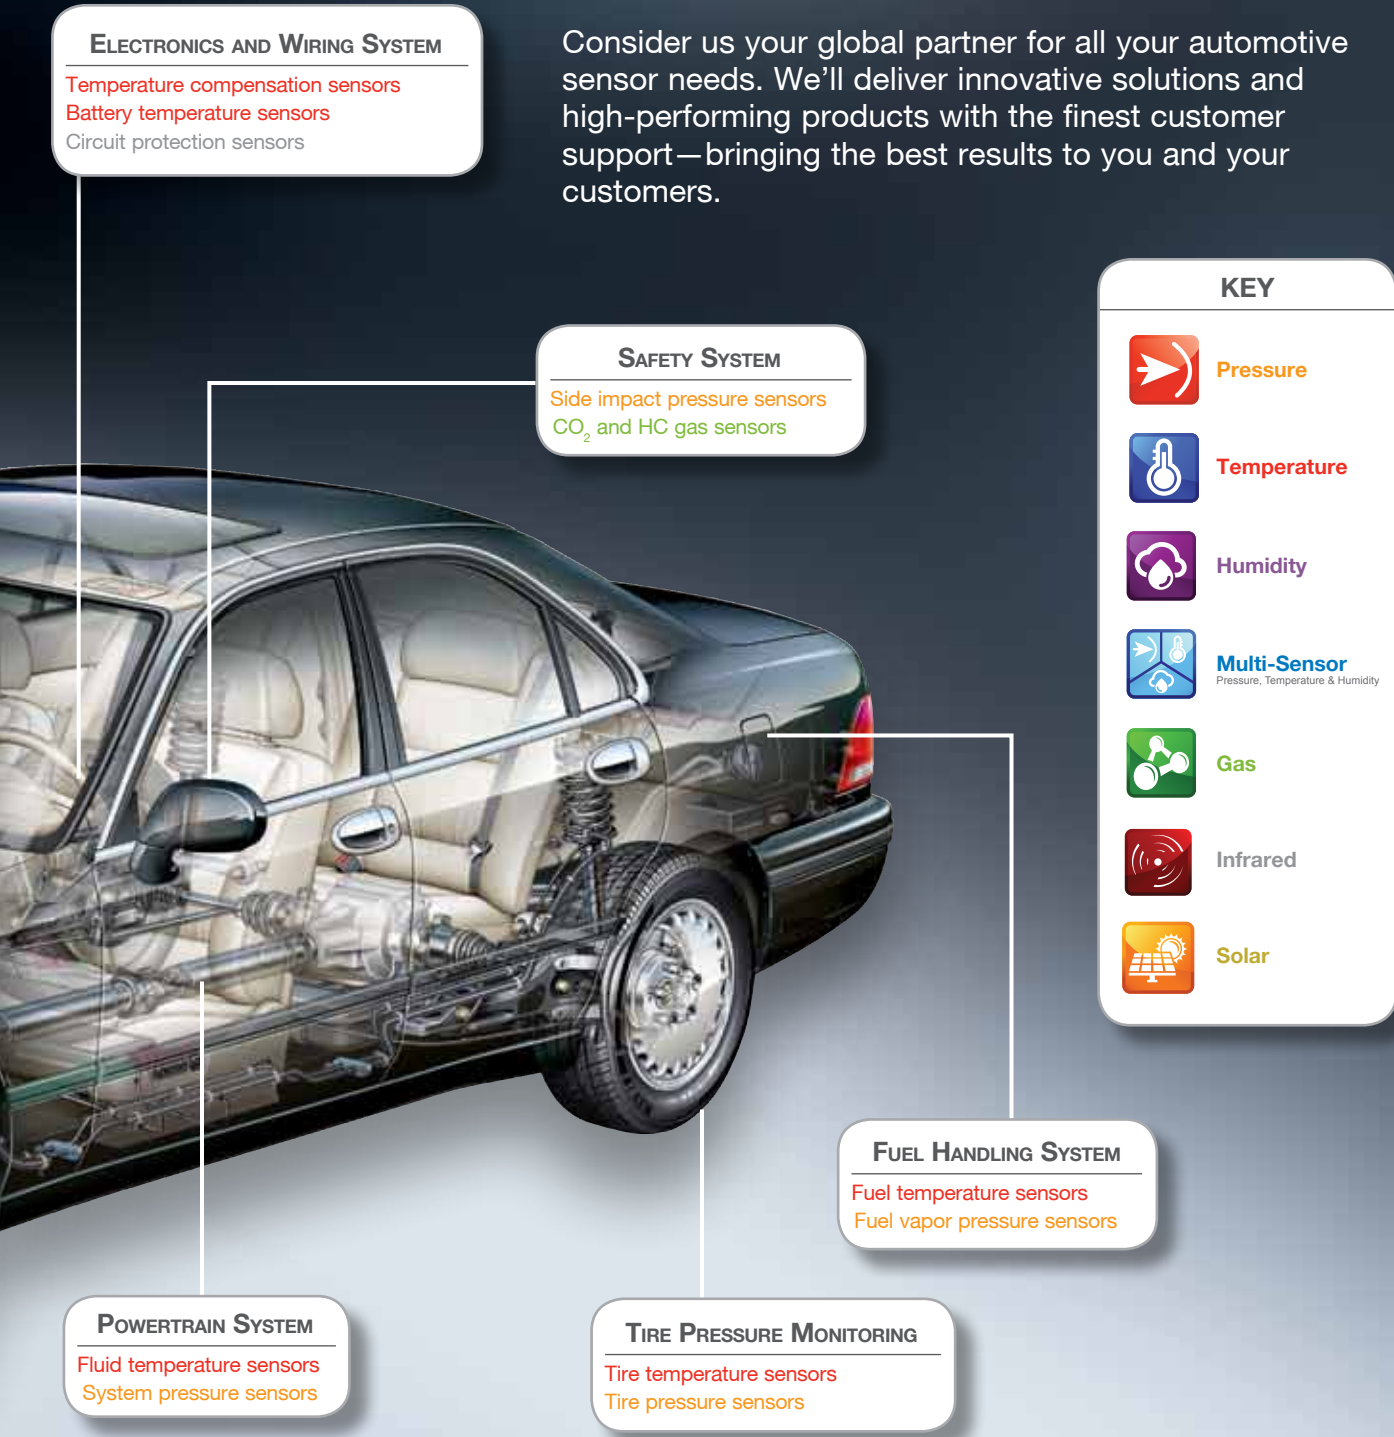 Electronics and Wiring System
Temperature compensation sensors
Battery temperature sensors
Circuit protection sensors
Consider us your global partner for all your automotive
sensor needs. We’ll deliver innovative solutions and
high-performing products with the finest customer
support—bringing the best results to you and your
customers.
KEY
Pressure
Temperature
Humidity
Multi-Sensor
Pressure, Temperature & Humidity
Gas
Infrared
Solar
Safety System
Side impact pressure sensors
CO₂ and HC gas sensors
Fuel Handling System
Fuel temperature sensors
Fuel vapor pressure sensors
Powertrain System
Fluid temperature sensors
System pressure sensors
Tire Pressure Monitoring
Tire temperature sensors
Tire pressure sensors